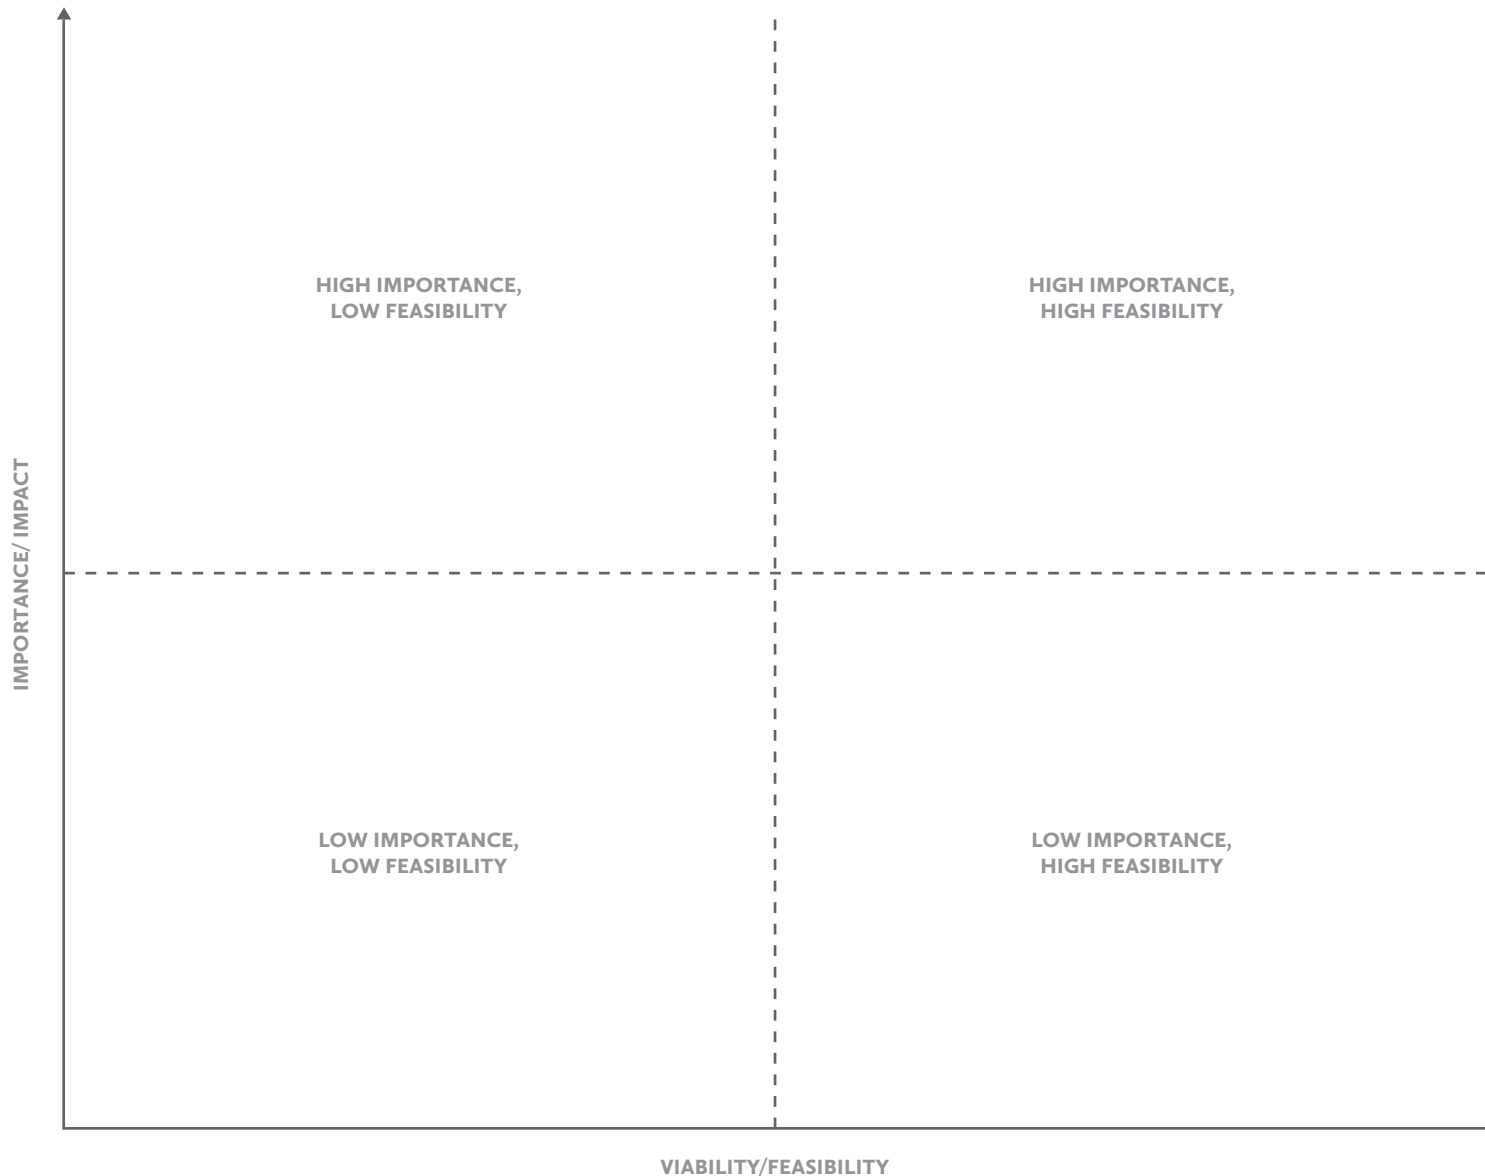 HIGH IMPORTANCE,
LOW FEASIBILITY
HIGH IMPORTANCE,
HIGH FEASIBILITY
IMPORTANCE/ IMPACT
LOW IMPORTANCE,
LOW FEASIBILITY
LOW IMPORTANCE,
HIGH FEASIBILITY
VIABILITY/FEASIBILITY